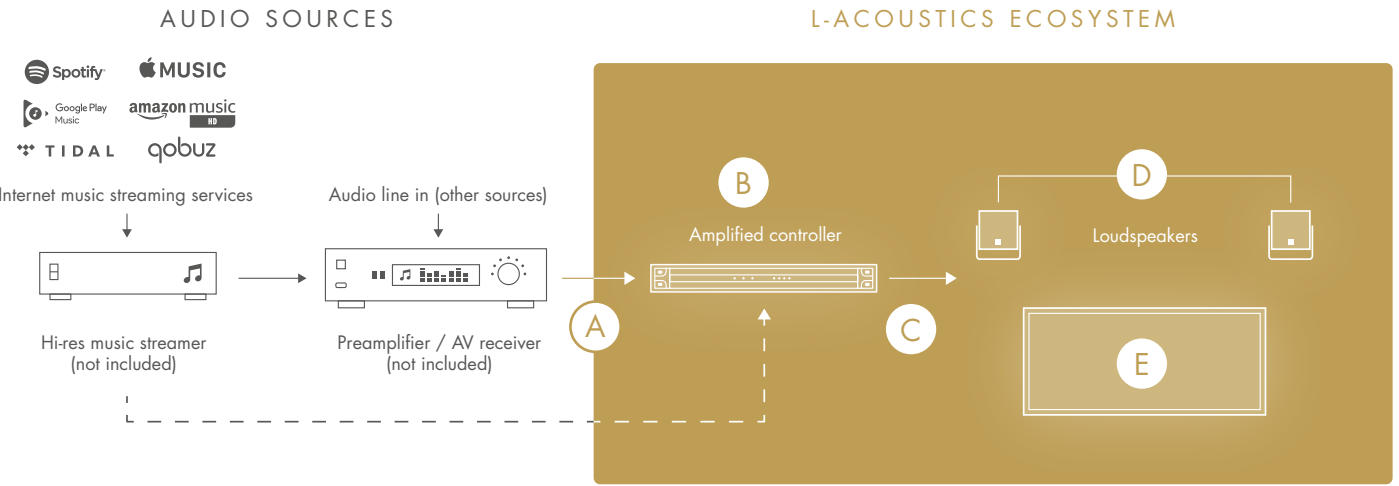 AUDIO SOURCES
L-ACOUSTICS ECOSYSTEM
Spotify
MUSIC
Google Play
Music
amazon music
HD
TIDAL
qobuz
Internet music streaming services
Audio line in (other sources)
B
Amplified controller
D
Loudspeakers
A
C
Hi-res music streamer
(not included)
Preamplifier / AV receiver
(not included)
E